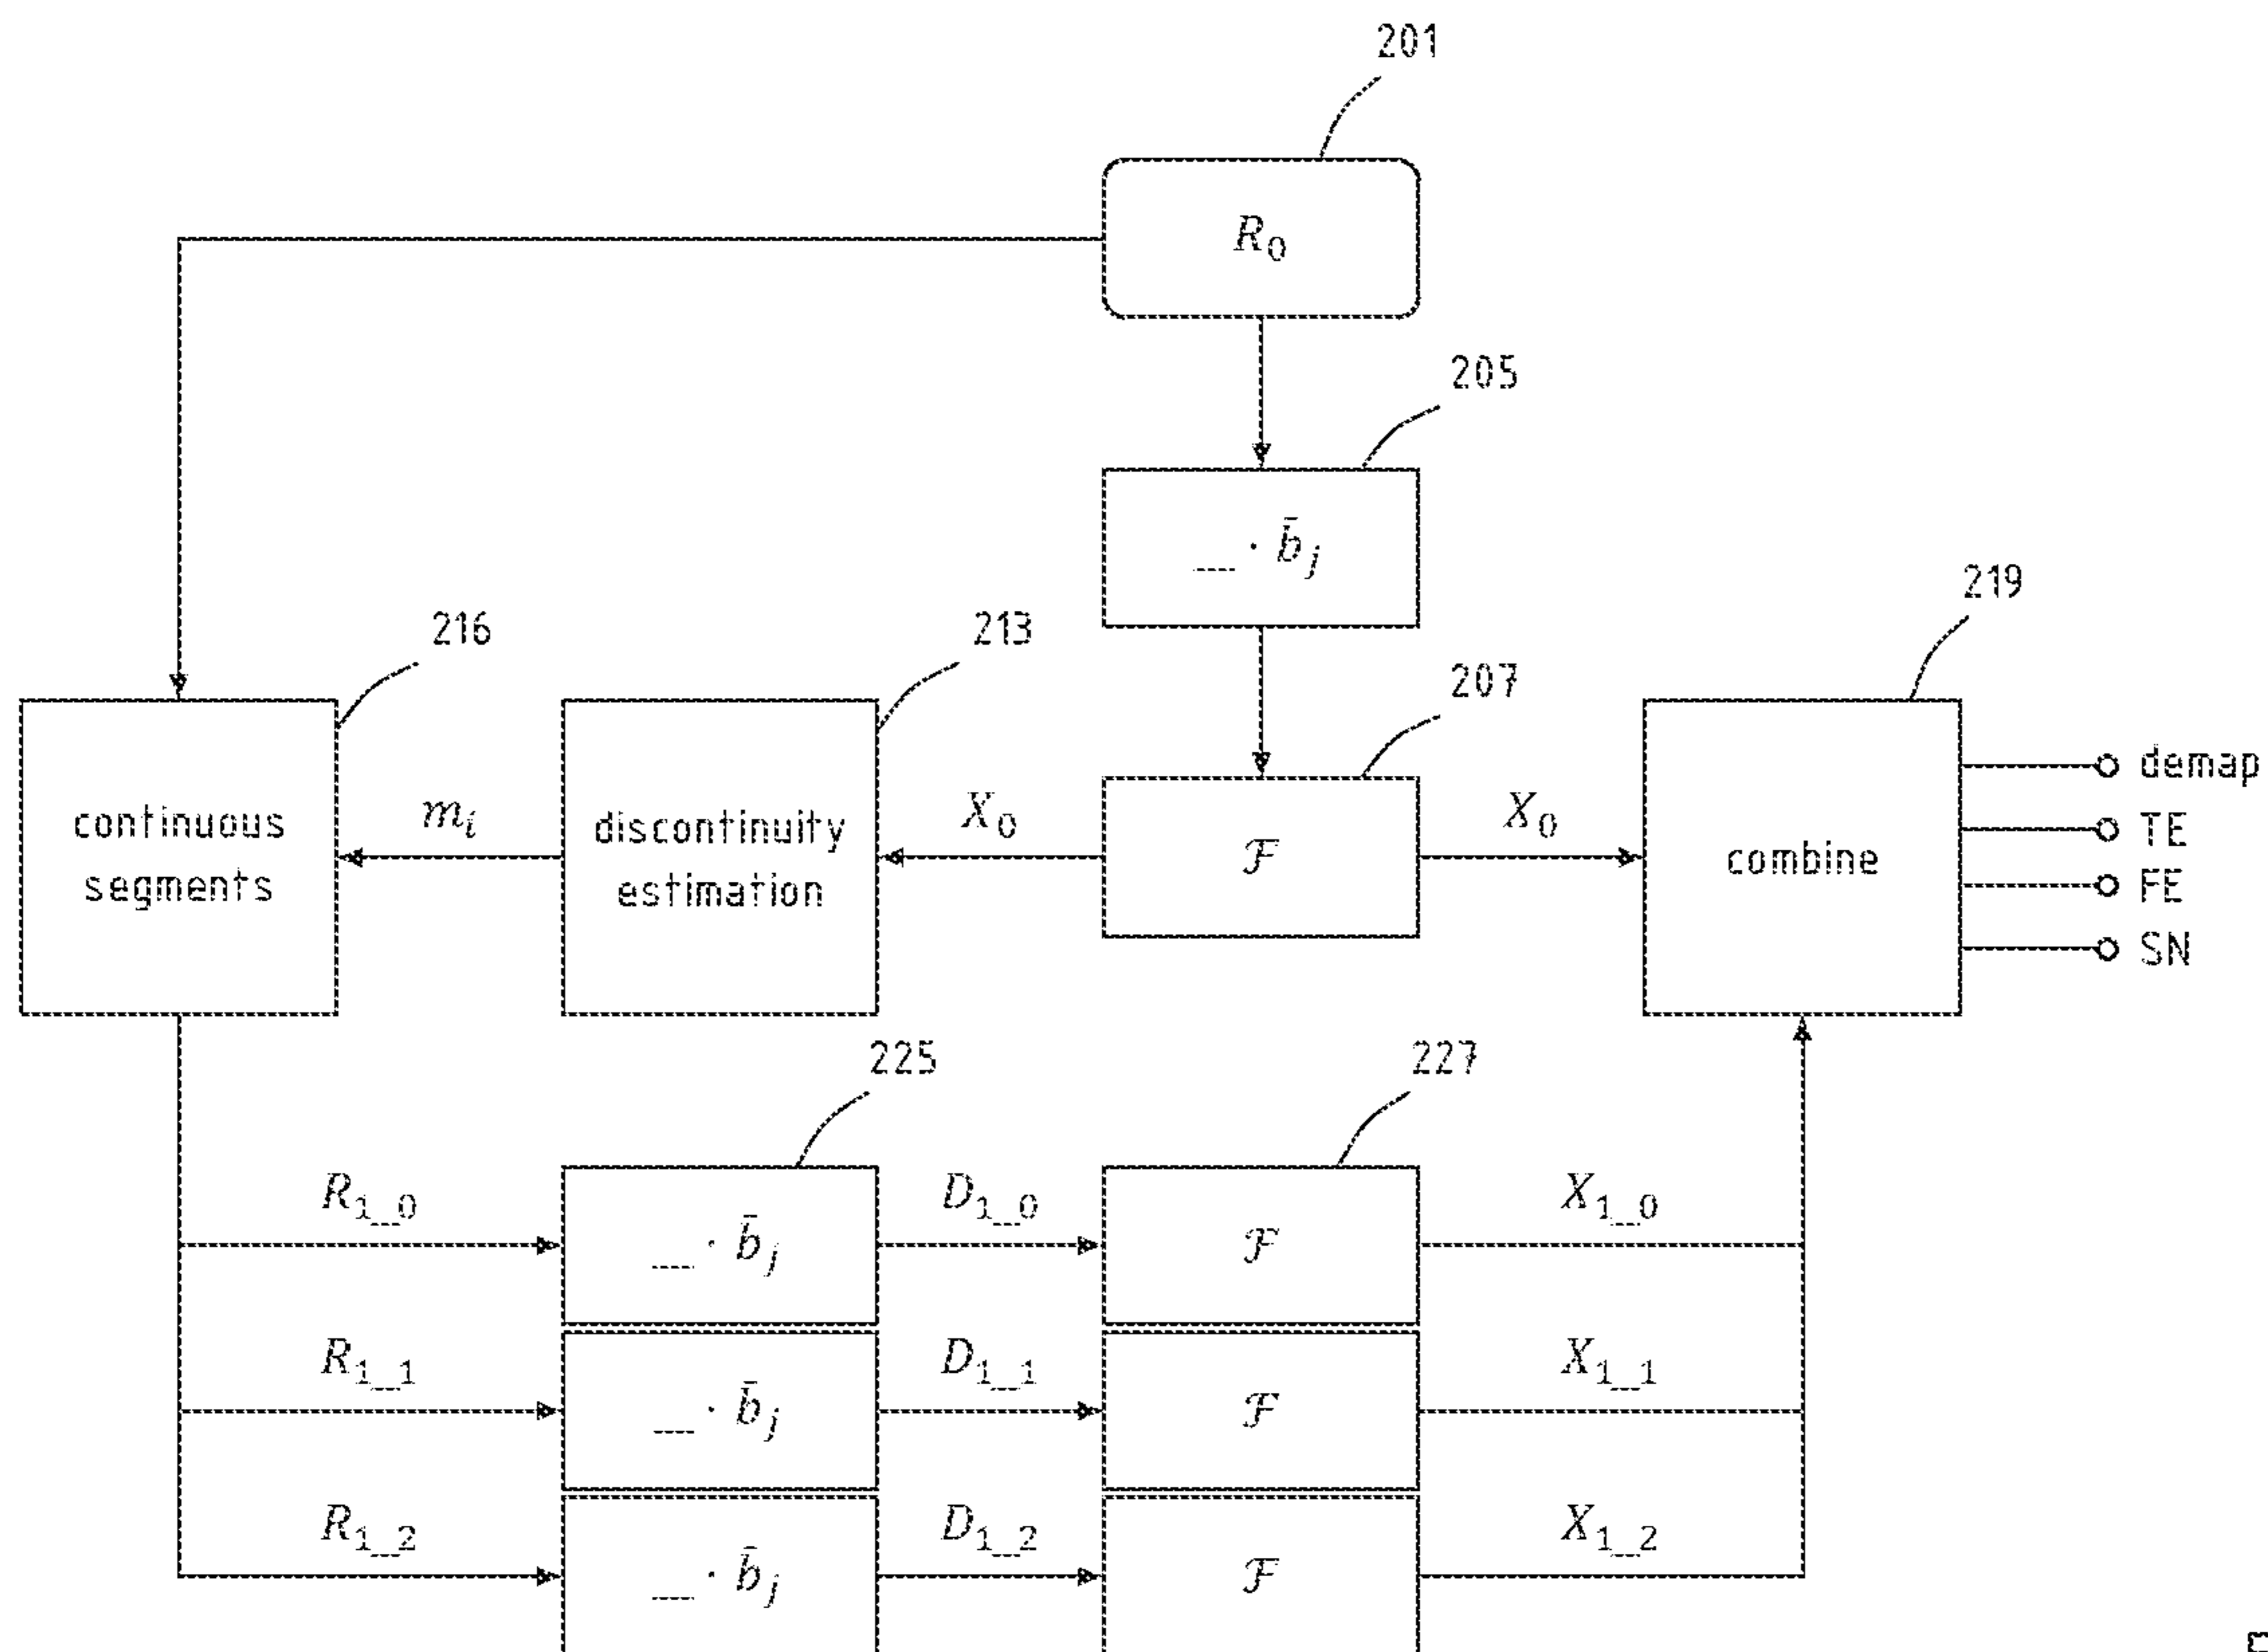 201
R₀
205
__ · b̄ⱼ
216
213
207
219
continuous
segments
mᵢ
discontinuity
estimation
X₀
ℱ
X₀
combine
demap
TE
FE
SN
225
227
R₁_₀
__ · b̄ⱼ
D₁_₀
ℱ
X₁_₀
R₁_₁
__ · b̄ⱼ
D₁_₁
ℱ
X₁_₁
R₁_₂
__ · b̄ⱼ
D₁_₂
ℱ
X₁_₂